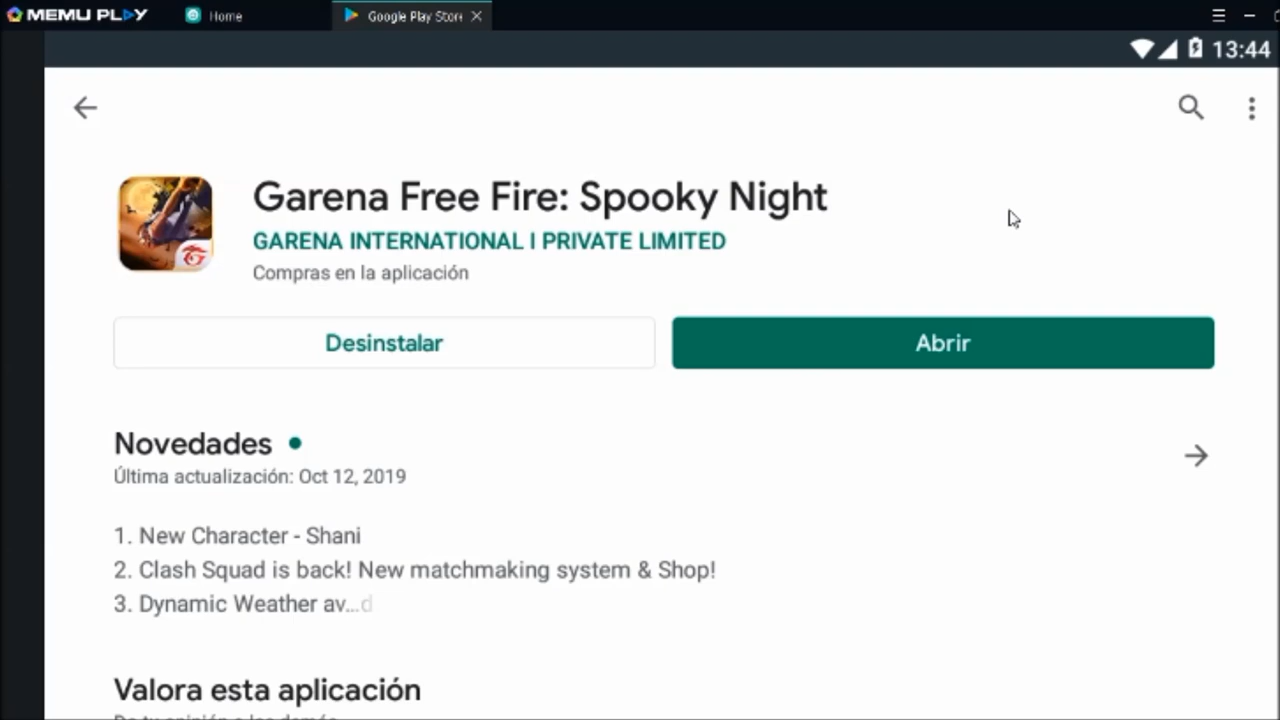 MEMU PLAY
Home
Google Play Store
13:44
Garena Free Fire: Spooky Night
GARENA INTERNATIONAL I PRIVATE LIMITED
Compras en la aplicación
Desinstalar
Abrir
Novedades
Última actualización: Oct 12, 2019
1. New Character - Shani
2. Clash Squad is back! New matchmaking system & Shop!
3. Dynamic Weather av...d
Valora esta aplicación